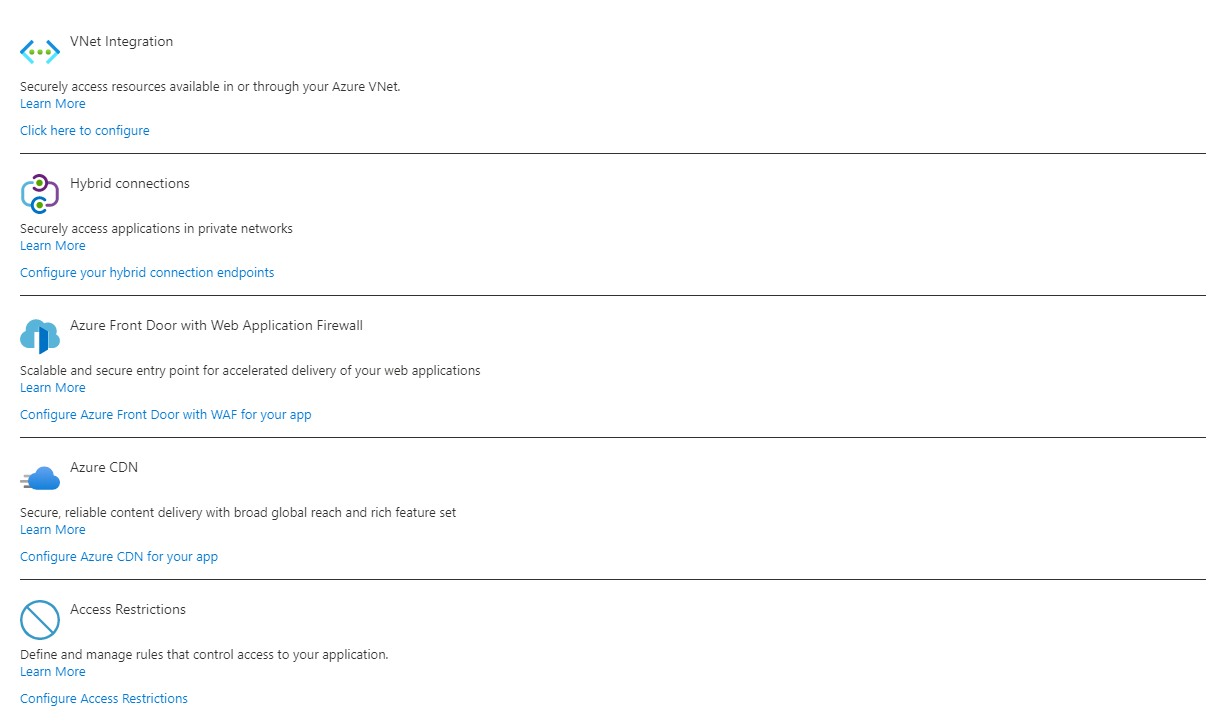 VNet Integration
Securely access resources available in or through your Azure VNet.
Learn More
Click here to configure
Hybrid connections
Securely access applications in private networks
Learn More
Configure your hybrid connection endpoints
Azure Front Door with Web Application Firewall
Scalable and secure entry point for accelerated delivery of your web applications
Learn More
Configure Azure Front Door with WAF for your app
Azure CDN
Secure, reliable content delivery with broad global reach and rich feature set
Learn More
Configure Azure CDN for your app
Access Restrictions
Define and manage rules that control access to your application.
Learn More
Configure Access Restrictions